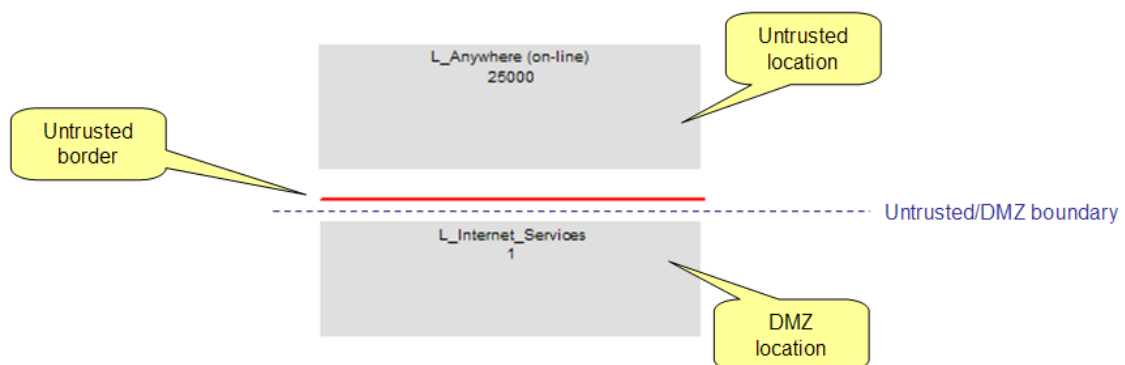 L_Anywhere (on-line)
25000
Untrusted
location
Untrusted
border
Untrusted/DMZ boundary
L_Internet_Services
1
DMZ
location